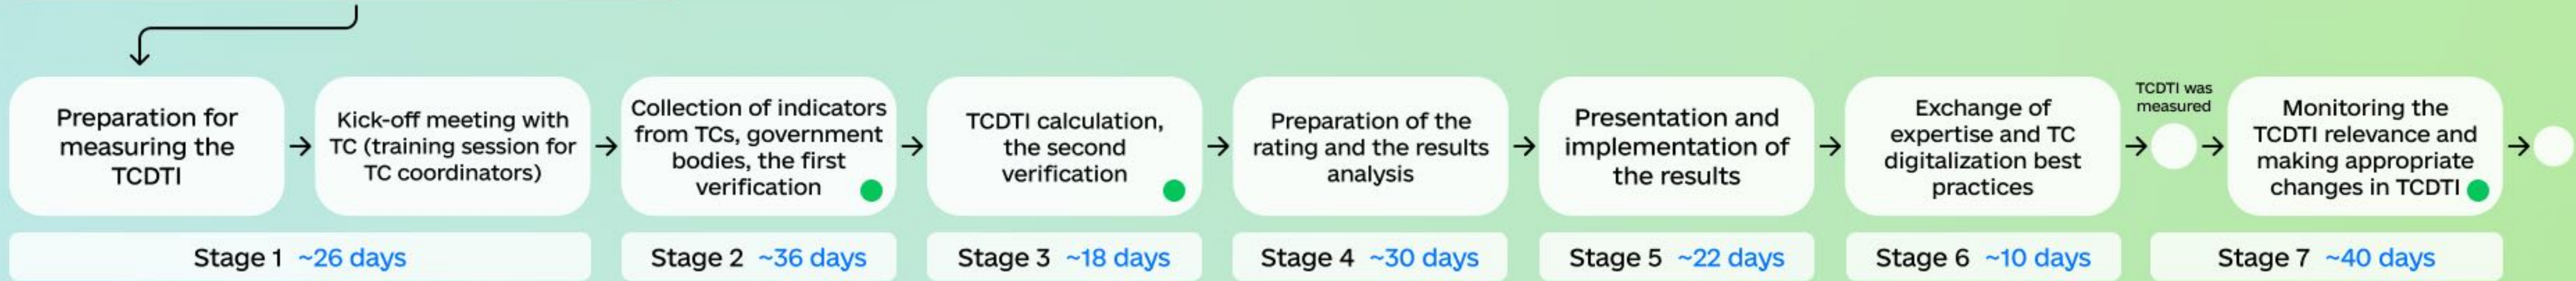 Preparation for
measuring the
TCDTI
Kick-off meeting with
TC (training session for
TC coordinators)
Collection of indicators
from TCs, government
bodies, the first
verification
TCDTI calculation,
the second
verification
Preparation of the
rating and the results
analysis
Presentation and
implementation of
the results
Exchange of
expertise and TC
digitalization best
practices
TCDTI was
measured
Monitoring the
TCDTI relevance and
making appropriate
changes in TCDTI
Stage 1 ~26 days
Stage 2 ~36 days
Stage 3 ~18 days
Stage 4 ~30 days
Stage 5 ~22 days
Stage 6 ~10 days
Stage 7 ~40 days